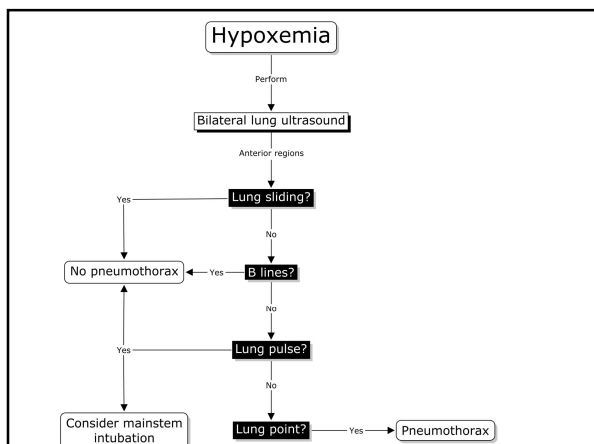 Hypoxemia
Perform
Bilateral lung ultrasound
Anterior regions
Yes
Lung sliding?
No
No pneumothorax
Yes
B lines?
No
Yes
Lung pulse?
No
Consider mainstem
intubation
Lung point?
Yes
Pneumothorax